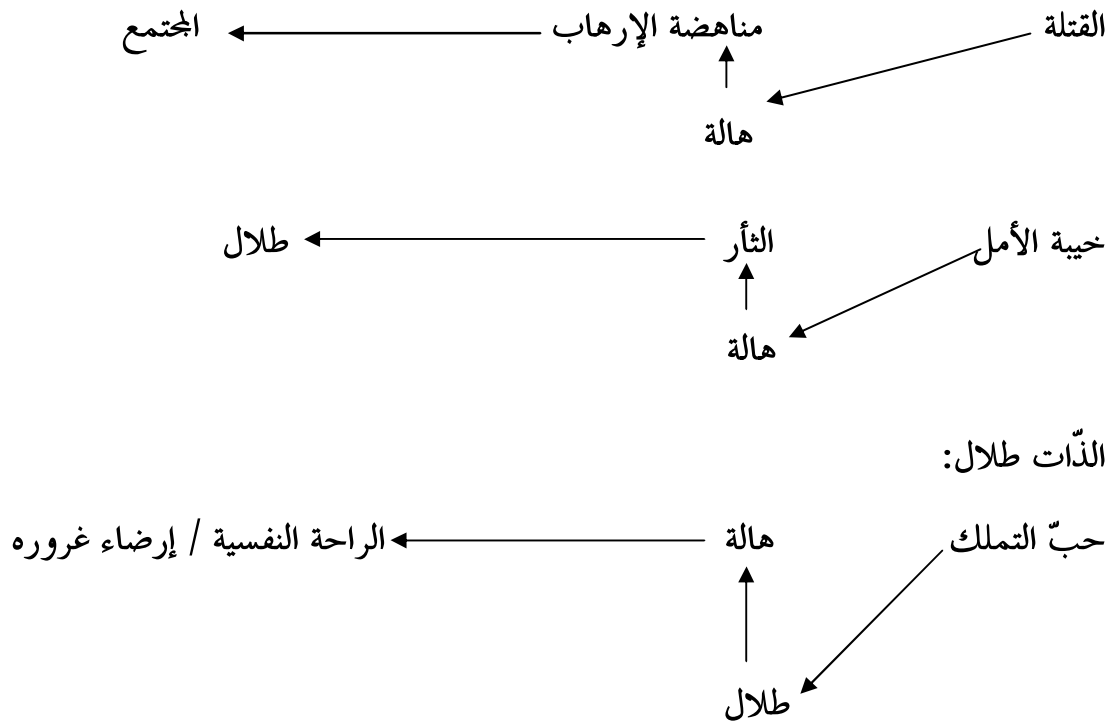 القتلة مناهضة الإرهاب المجتمع
هالة
خيبة الأمل الثأر طلال
هالة
الذّات طلال:
حبّ التملك هالة الراحة النفسية / إرضاء غروره
طلال